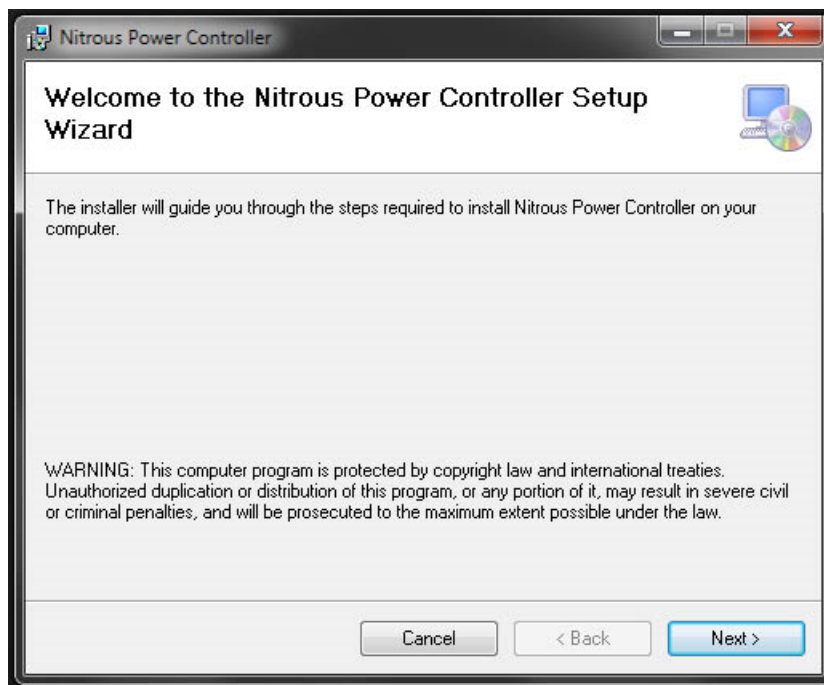 Nitrous Power Controller
Welcome to the Nitrous Power Controller Setup
Wizard
The installer will guide you through the steps required to install Nitrous Power Controller on your
computer.
WARNING: This computer program is protected by copyright law and international treaties.
Unauthorized duplication or distribution of this program, or any portion of it, may result in severe civil
or criminal penalties, and will be prosecuted to the maximum extent possible under the law.
Cancel
< Back
Next >